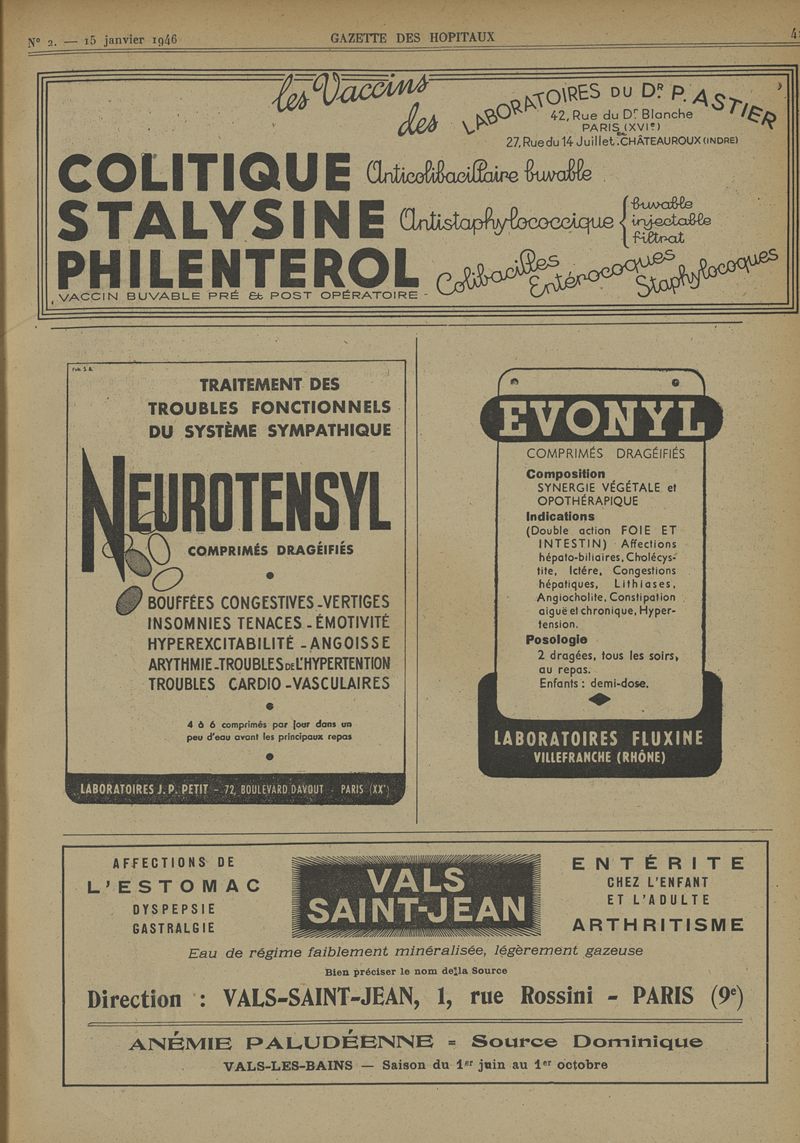 N° 2. — 15 janvier 1946
GAZETTE DES HOPITAUX
les Vaccins
des
LABORATOIRES DU DR P. ASTIER
42, Rue du Dr Blanche
PARIS (XVIe)
27, Rue du 14 Juillet. CHÂTEAUROUX (INDRE)
COLITIQUE Anticolibacillaire buvable
STALYSINE Antistaphylococcique { buvable
injectable
filtrat
PHILENTEROL Colibacilles
Entérocoques
Staphylocoques
VACCIN BUVABLE PRÉ & POST OPÉRATOIRE -
Pub. S.R.
TRAITEMENT DES
TROUBLES FONCTIONNELS
DU SYSTÈME SYMPATHIQUE
NEUROTENSYL
COMPRIMÉS DRAGÉIFIÉS
BOUFFÉES CONGESTIVES - VERTIGES
INSOMNIES TENACES - ÉMOTIVITÉ
HYPEREXCITABILITÉ - ANGOISSE
ARYTHMIE - TROUBLES DE L'HYPERTENTION
TROUBLES CARDIO - VASCULAIRES
4 à 6 comprimés par jour dans un
peu d'eau avant les principaux repas
LABORATOIRES J. P. PETIT - 72, BOULEVARD DAVOUT - PARIS (XXe)
EVONYL
COMPRIMÉS DRAGÉIFIÉS
Composition
SYNERGIE VÉGÉTALE et
OPOTHÉRAPIQUE
Indications
(Double action FOIE ET
INTESTIN) Affections
hépato-biliaires, Cholécys-
tite, Ictére, Congestions
hépatiques, Lithiases,
Angiocholite, Constipation
aiguë et chronique, Hyper-
tension.
Posologie
2 dragées, tous les soirs,
au repas.
Enfants : demi-dose.
LABORATOIRES FLUXINE
VILLEFRANCHE (RHÔNE)
AFFECTIONS DE
L'ESTOMAC
DYSPEPSIE
GASTRALGIE
VALS
SAINT-JEAN
ENTÉRITE
CHEZ L'ENFANT
ET L'ADULTE
ARTHRITISME
Eau de régime faiblement minéralisée, légèrement gazeuse
Bien préciser le nom de la Source
Direction : VALS-SAINT-JEAN, 1, rue Rossini - PARIS (9e)
ANÉMIE PALUDÉENNE = Source Dominique
VALS-LES-BAINS — Saison du 1er juin au 1er octobre